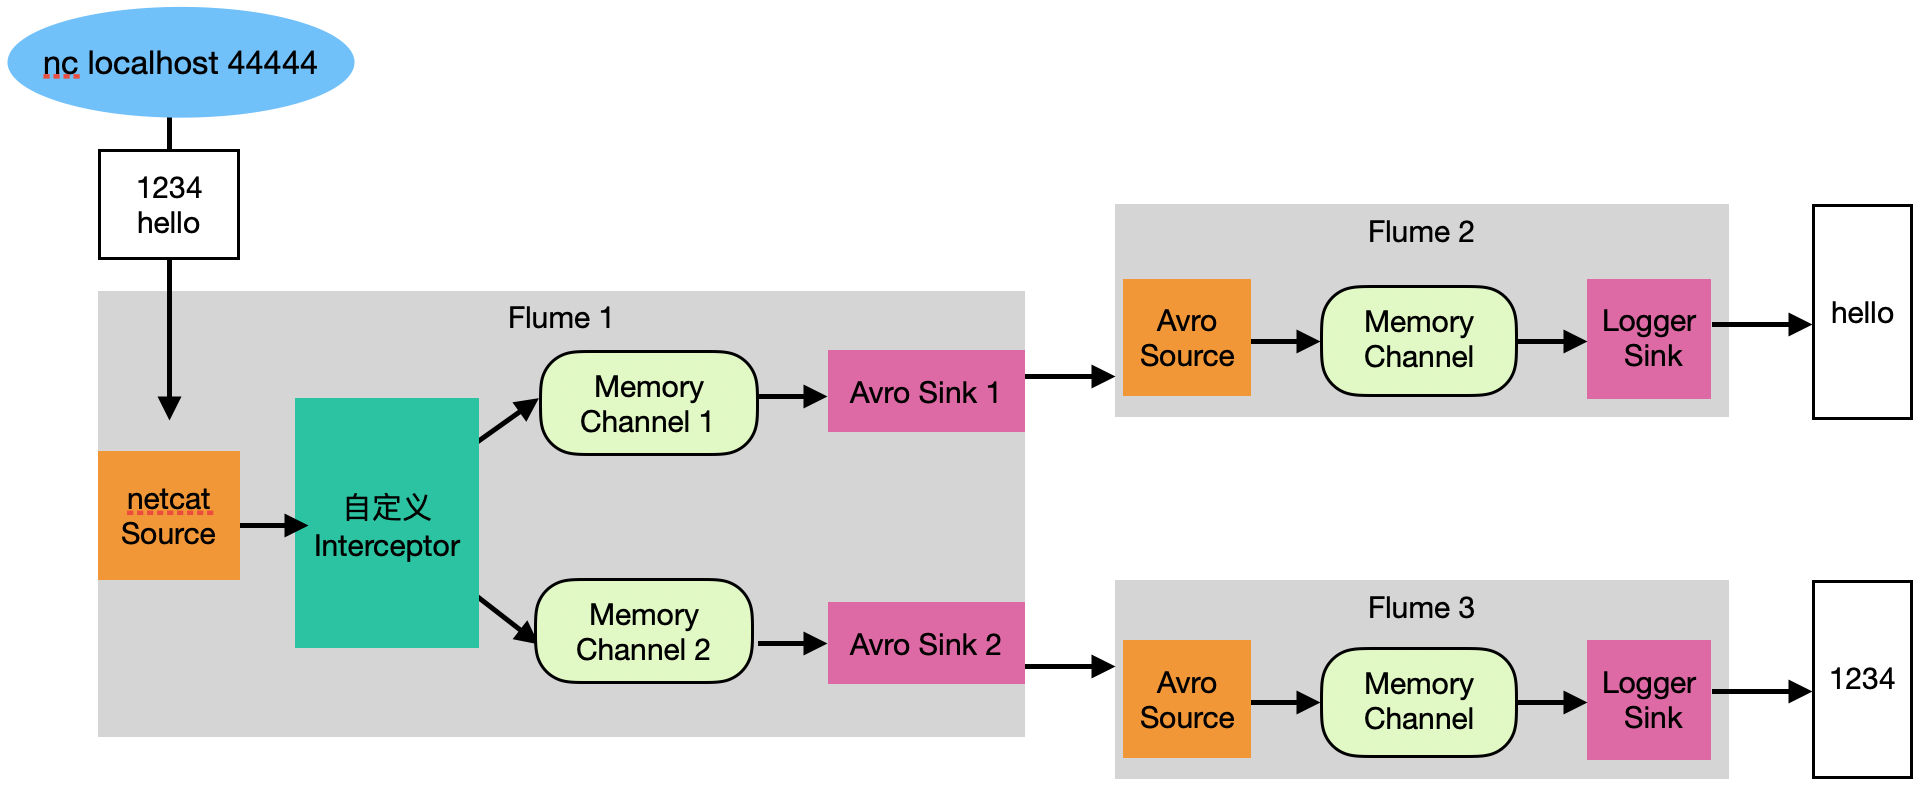 nc localhost 44444
1234
hello
Flume 1
netcat
Source
自定义
Interceptor
Memory
Channel 1
Avro Sink 1
Memory
Channel 2
Avro Sink 2
Flume 2
Avro
Source
Memory
Channel
Logger
Sink
hello
Flume 3
Avro
Source
Memory
Channel
Logger
Sink
1234